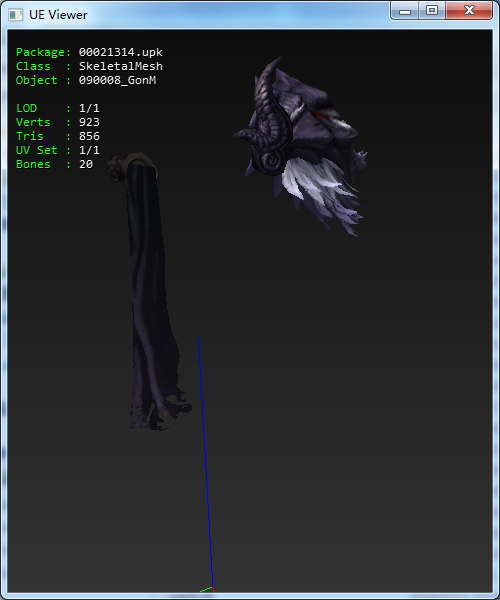 UE Viewer
Package: 00021314.upk
Class : SkeletalMesh
Object : 090008_GonM
LOD : 1/1
Verts : 923
Tris : 856
UV Set : 1/1
Bones : 20